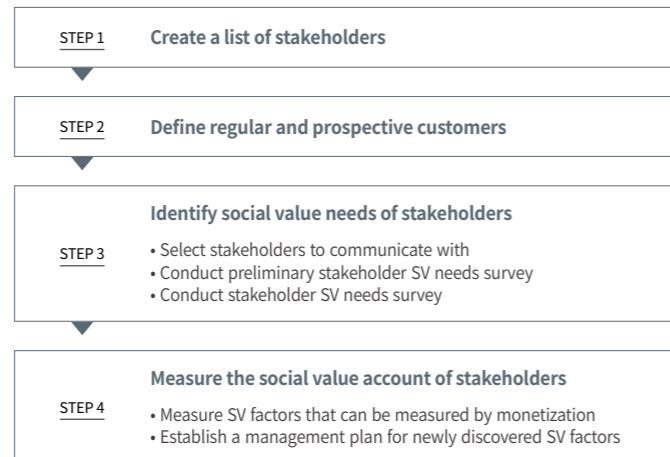 STEP 1 Create a list of stakeholders
STEP 2 Define regular and prospective customers
Identify social value needs of stakeholders
STEP 3
• Select stakeholders to communicate with
• Conduct preliminary stakeholder SV needs survey
• Conduct stakeholder SV needs survey
Measure the social value account of stakeholders
STEP 4
• Measure SV factors that can be measured by monetization
• Establish a management plan for newly discovered SV factors